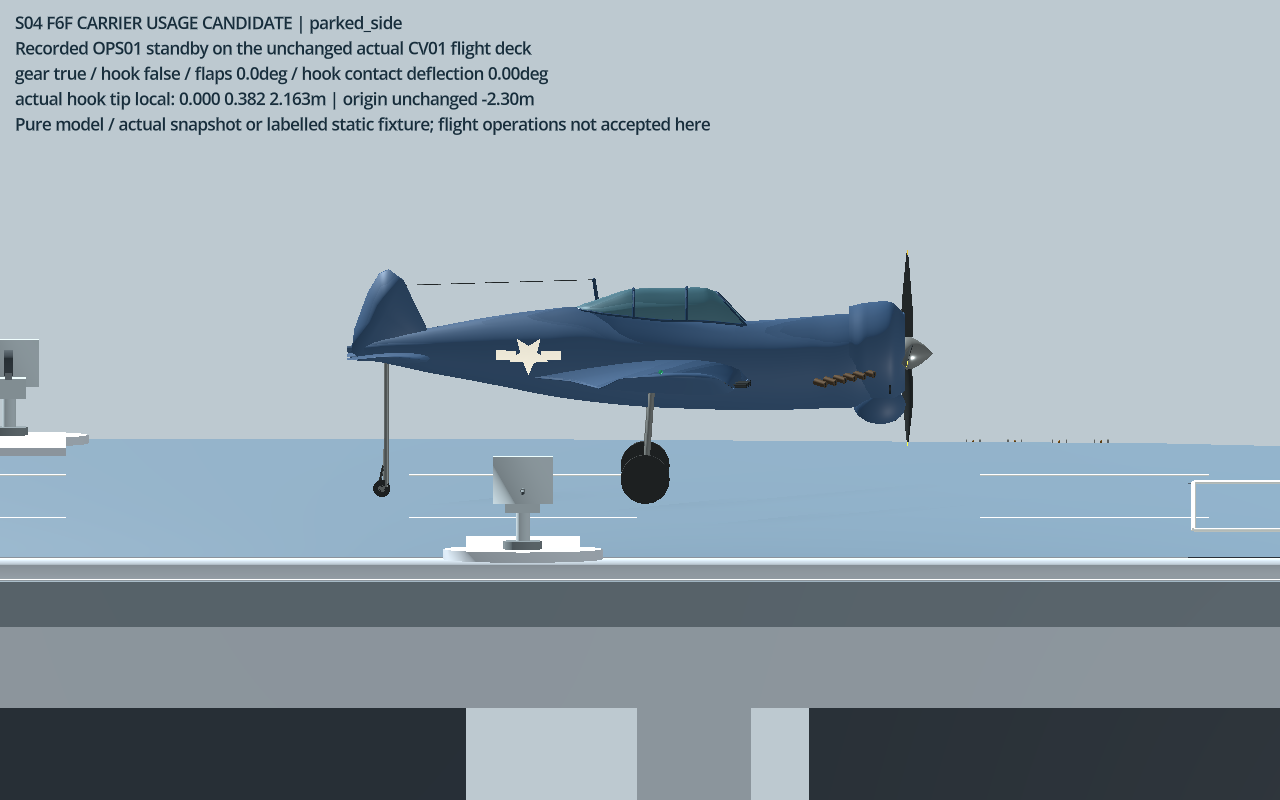 S04 F6F CARRIER USAGE CANDIDATE | parked_side
Recorded OPS01 standby on the unchanged actual CV01 flight deck
gear true / hook false / flaps 0.0deg / hook contact deflection 0.00deg
actual hook tip local: 0.000 0.382 2.163m | origin unchanged -2.30m
Pure model / actual snapshot or labelled static fixture; flight operations not accepted here